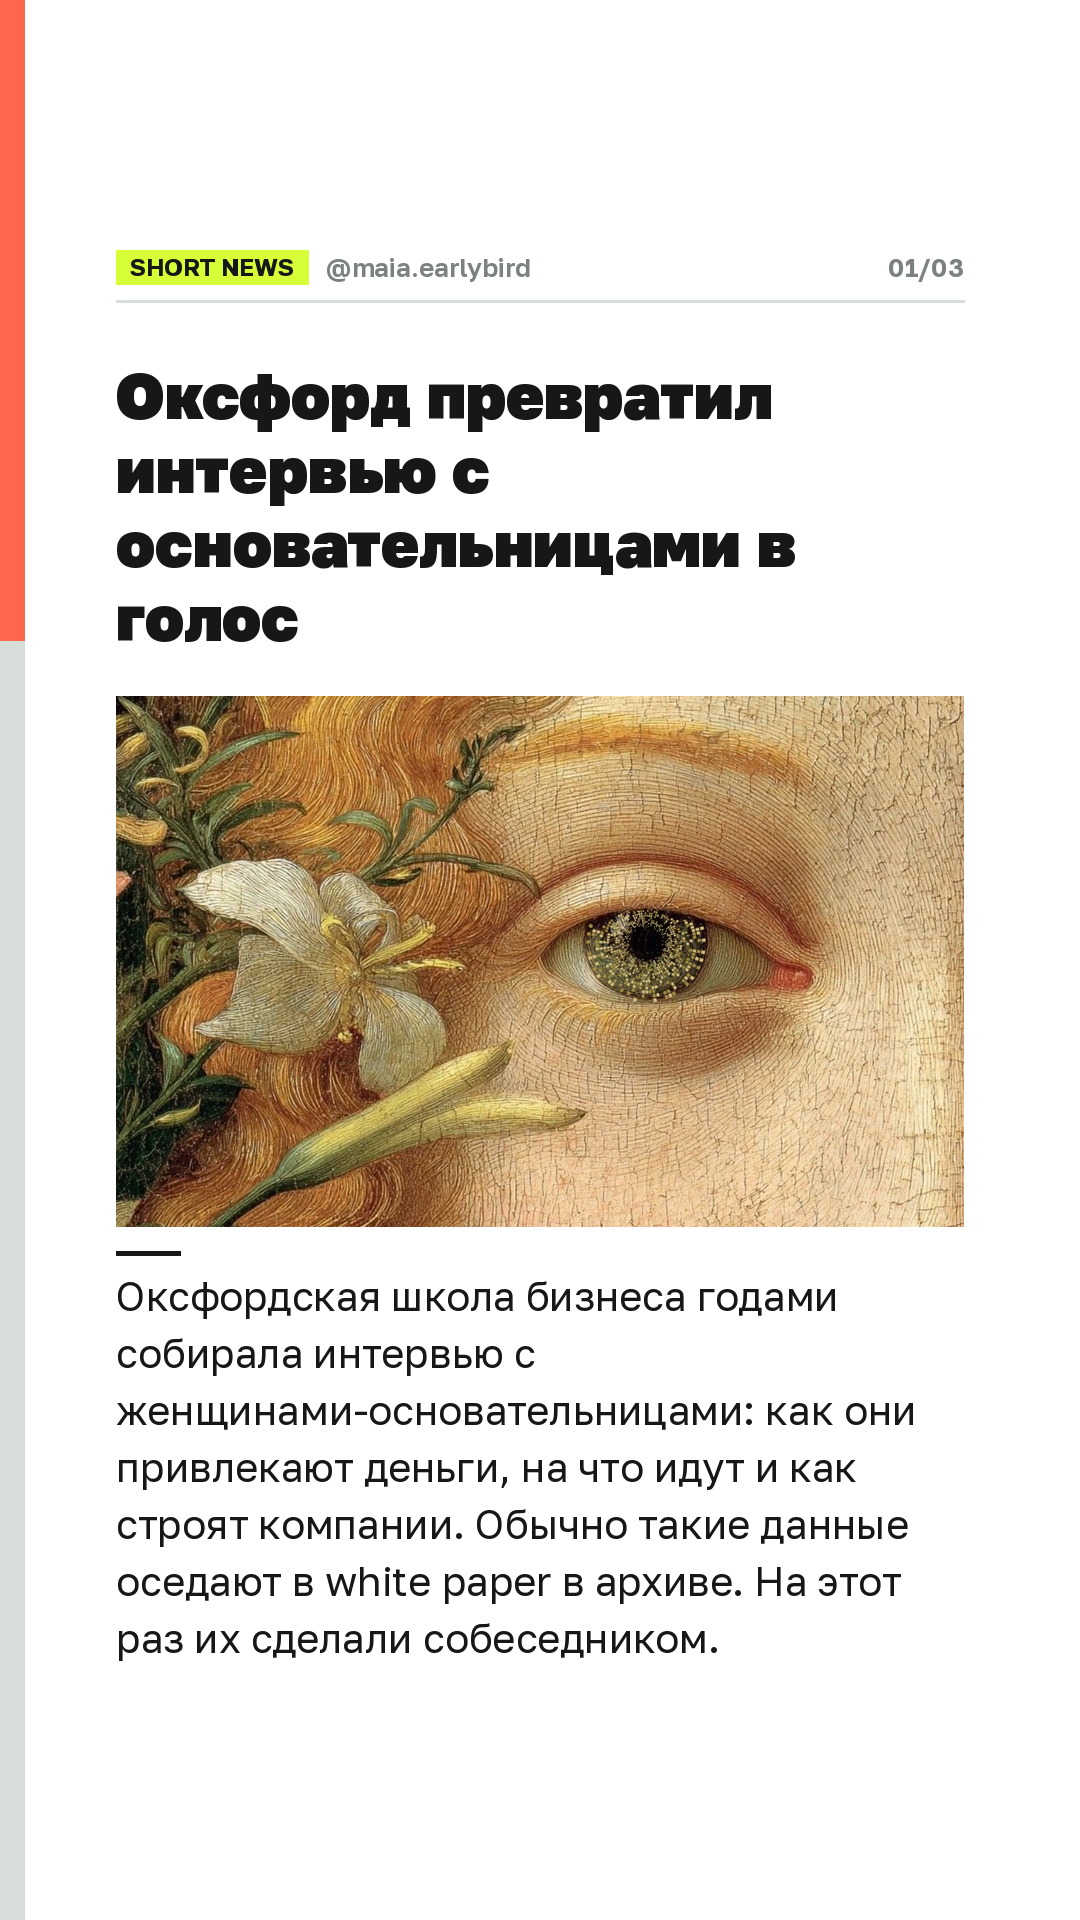 SHORT NEWS @maia.earlybird 01/03
Оксфорд превратил
интервью с
основательницами в
голос
Оксфордская школа бизнеса годами
собирала интервью с
женщинами-основательницами: как они
привлекают деньги, на что идут и как
строят компании. Обычно такие данные
оседают в white paper в архиве. На этот
раз их сделали собеседником.